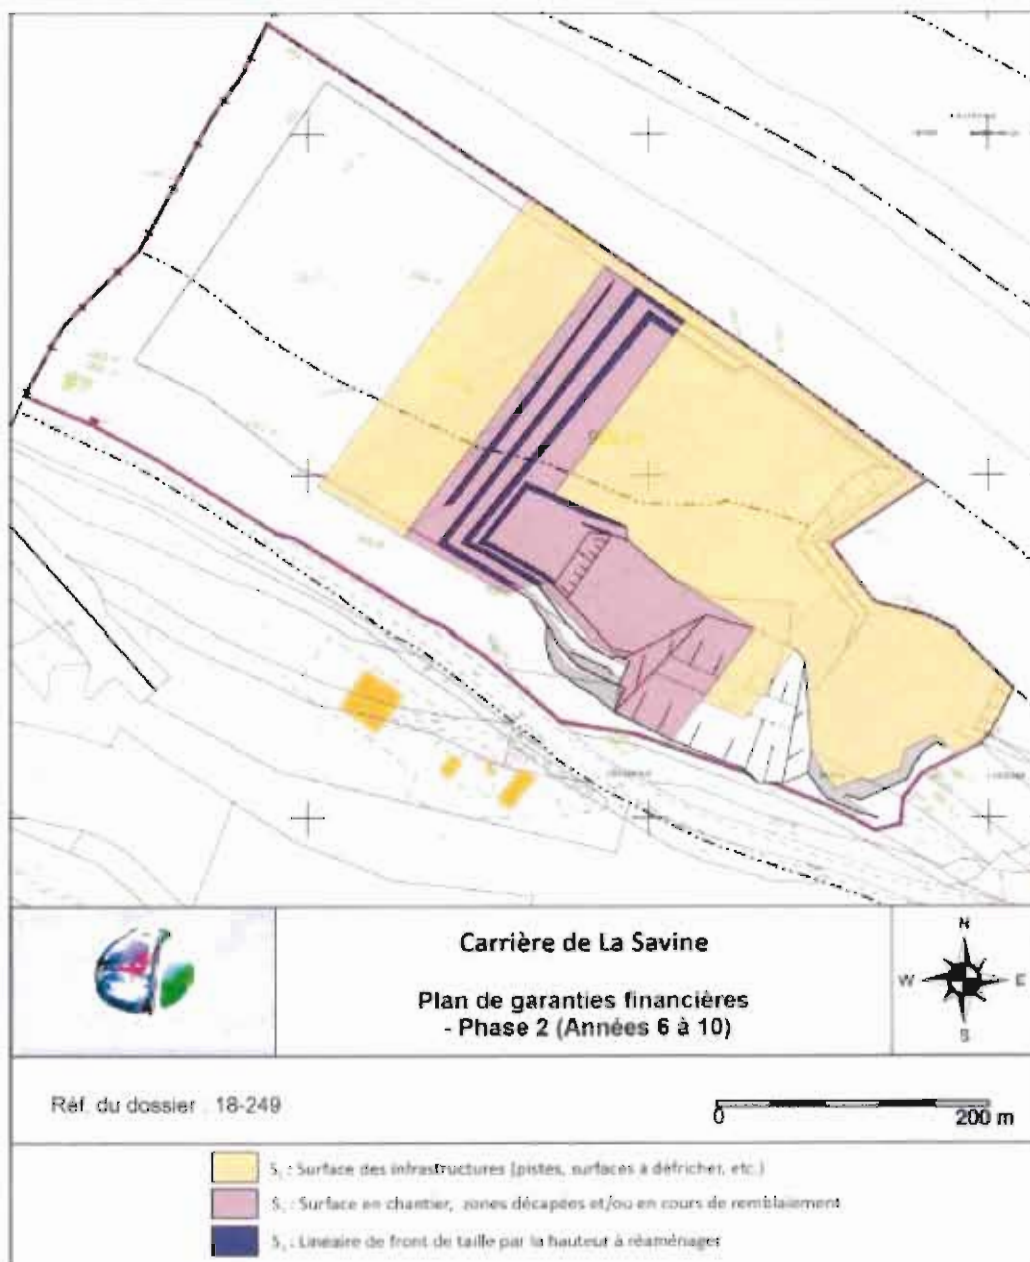 Carrière de La Savine
Plan de garanties financières
- Phase 2 (Années 6 à 10)
N
W E
S
Réf. du dossier : 18-249
0 200 m
S₁ : Surface des infrastructures (pistes, surfaces à défricher, etc.)
S₂ : Surface en chantier, zones décapées et/ou en cours de remblaiement
S₃ : Linéaire de front de taille par la hauteur à réaménager